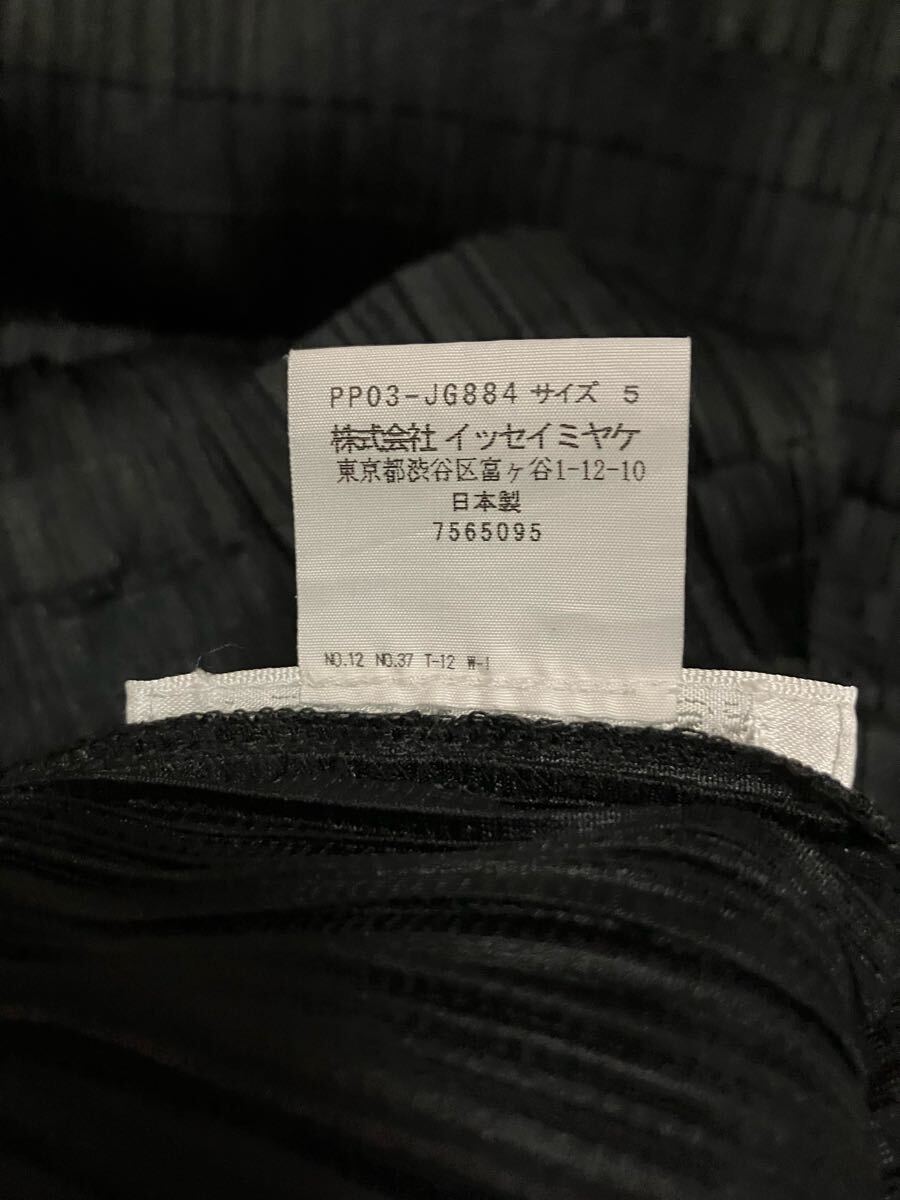 PP03-JG884 サイズ 5
株式会社 イッセイミヤケ
東京都渋谷区富ヶ谷1-12-10
日本製
7565095
NO.12 NO.37 T-12 W-1